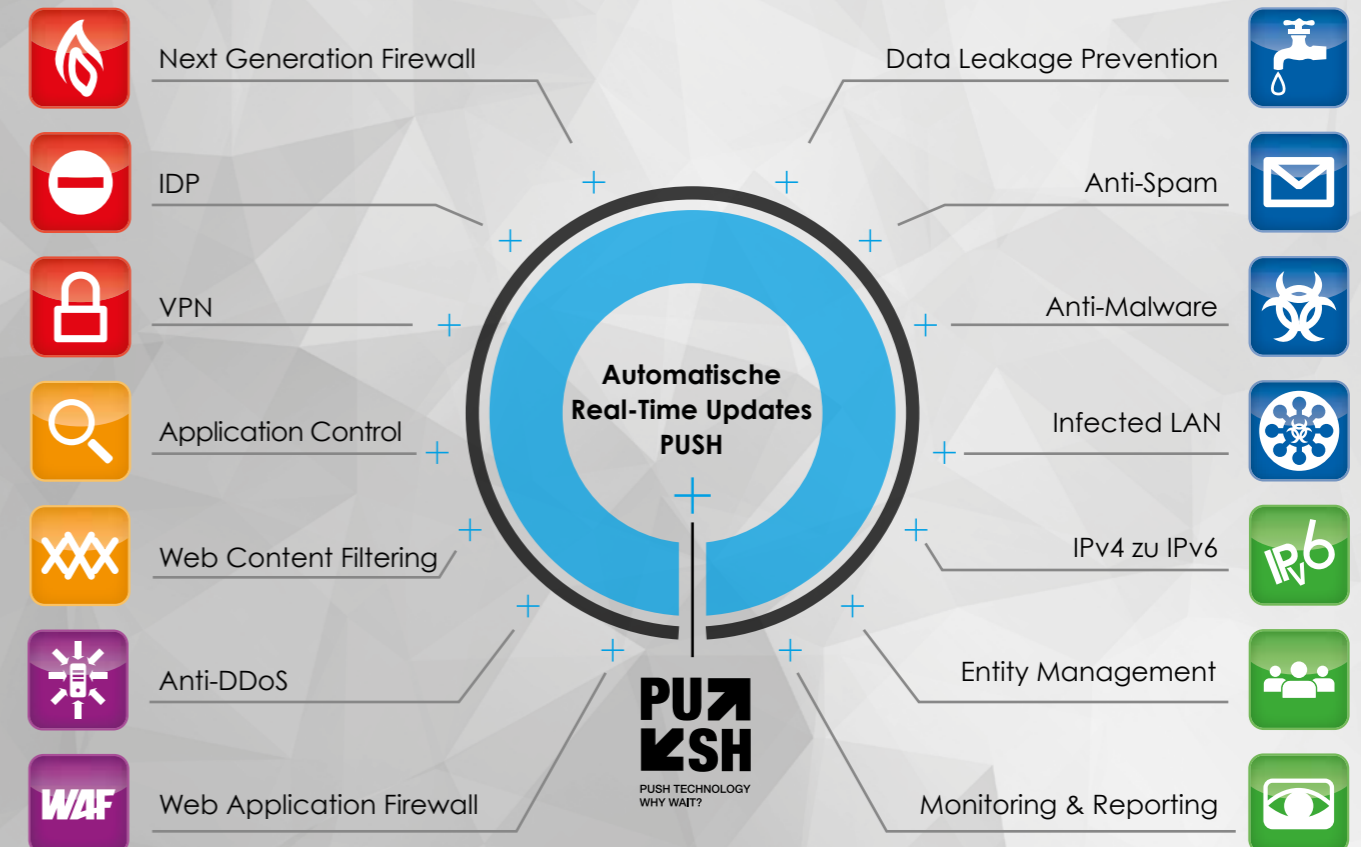 Next Generation Firewall
IDP
VPN
Application Control
Web Content Filtering
Anti-DDoS
WAF
Web Application Firewall
Automatische
Real-Time Updates
PUSH
PU
SH
PUSH TECHNOLOGY
WHY WAIT?
Data Leakage Prevention
Anti-Spam
Anti-Malware
Infected LAN
IPv4 zu IPv6
IPv6
Entity Management
Monitoring & Reporting